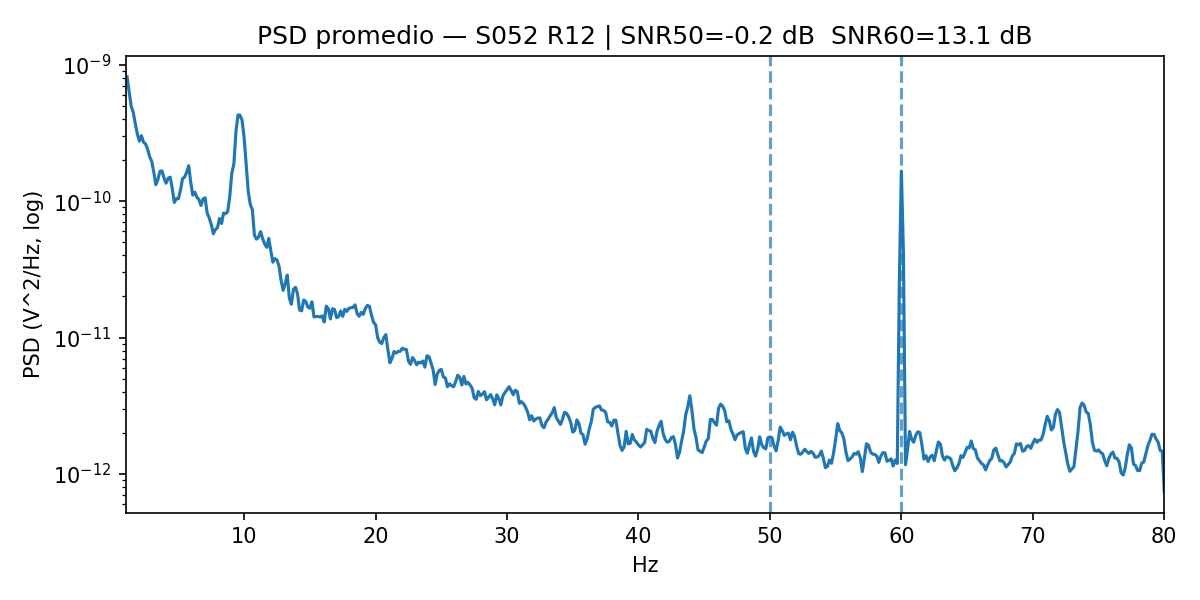 PSD promedio — S052 R12 | SNR50=-0.2 dB  SNR60=13.1 dB
PSD (V^2/Hz, log)
10⁻⁹
10⁻¹⁰
10⁻¹¹
10⁻¹²
10 20 30 40 50 60 70 80
Hz